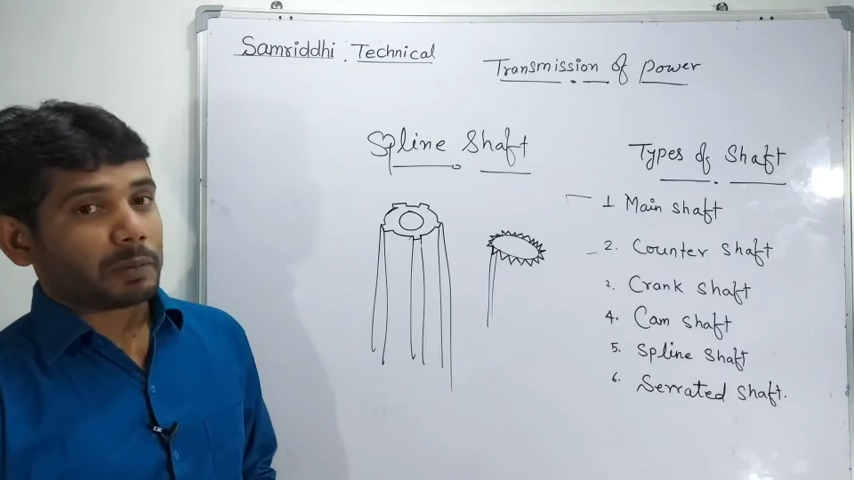 Samriddhi . Technical
Transmission of Power
Spline Shaft
Types of Shaft
1 Main shaft
2. Counter shaft
2. Crank shaft
4. Cam shaft
5. Spline shaft
6. Serrated shaft.